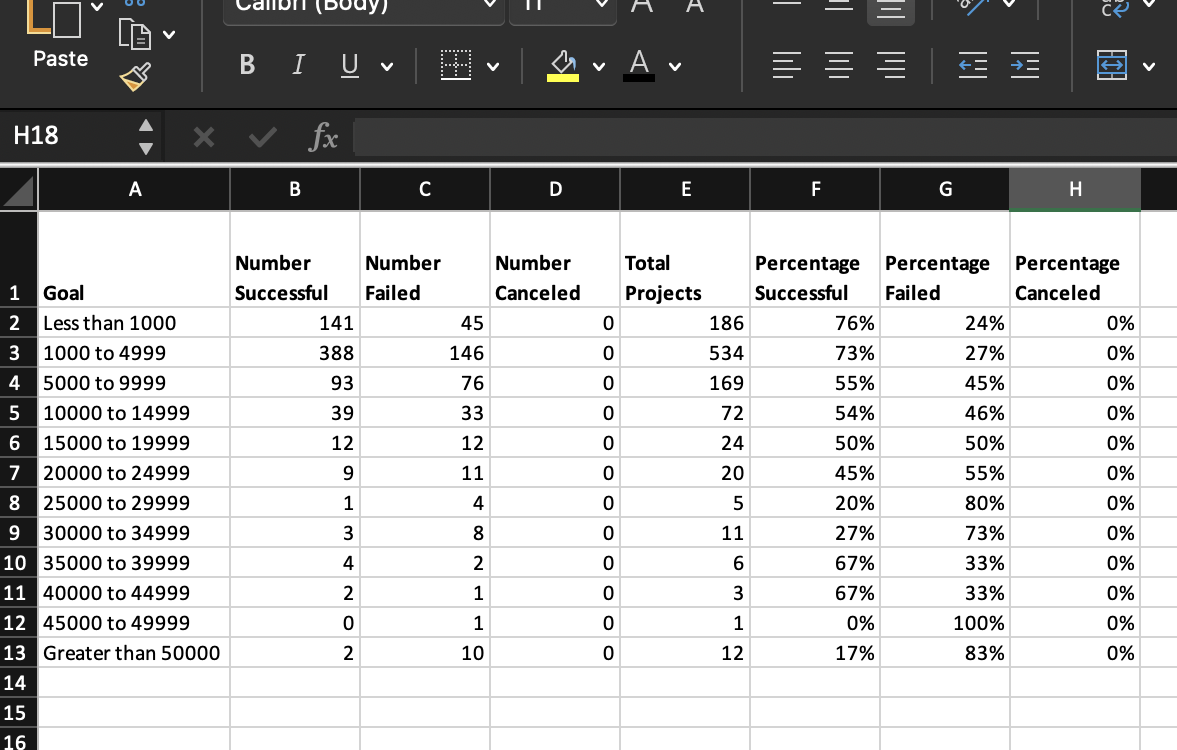 Calibri (Body) 11 A A
Paste
B I U A
H18 fx
A B C D E F G H
Number Number Number Total Percentage Percentage Percentage
1 Goal Successful Failed Canceled Projects Successful Failed Canceled
2 Less than 1000 141 45 0 186 76% 24% 0%
3 1000 to 4999 388 146 0 534 73% 27% 0%
4 5000 to 9999 93 76 0 169 55% 45% 0%
5 10000 to 14999 39 33 0 72 54% 46% 0%
6 15000 to 19999 12 12 0 24 50% 50% 0%
7 20000 to 24999 9 11 0 20 45% 55% 0%
8 25000 to 29999 1 4 0 5 20% 80% 0%
9 30000 to 34999 3 8 0 11 27% 73% 0%
10 35000 to 39999 4 2 0 6 67% 33% 0%
11 40000 to 44999 2 1 0 3 67% 33% 0%
12 45000 to 49999 0 1 0 1 0% 100% 0%
13 Greater than 50000 2 10 0 12 17% 83% 0%
14
15
16